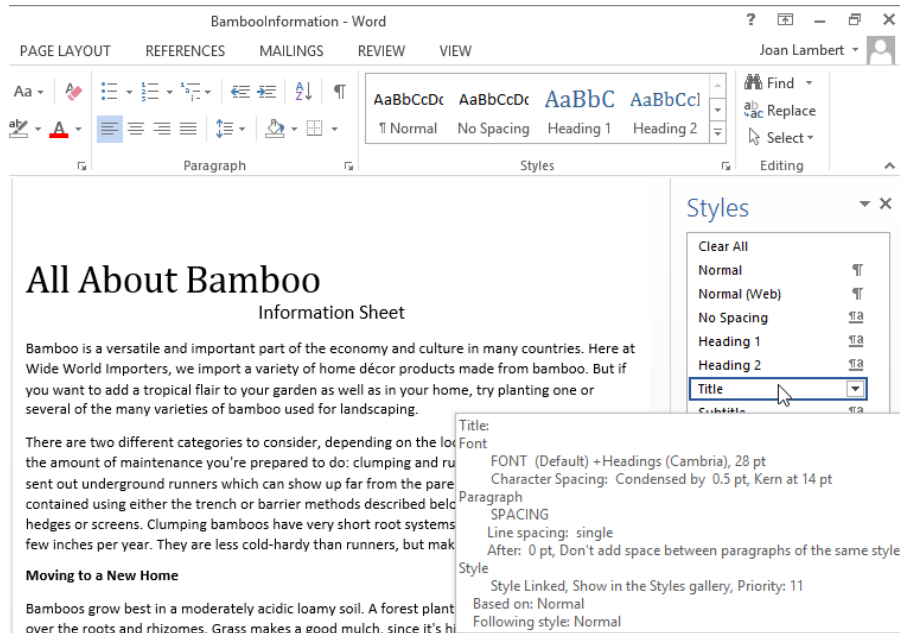 BambooInformation - Word
?
PAGE LAYOUT REFERENCES MAILINGS REVIEW VIEW Joan Lambert
Aa
A
¶
AaBbCcDc AaBbCcDc AaBbC AaBbCcl
¶ Normal No Spacing Heading 1 Heading 2
Find
Replace
Select
Paragraph Styles Editing
Styles
Clear All
Normal ¶
Normal (Web) ¶
No Spacing ¶a
Heading 1 ¶a
Heading 2 ¶a
Title
Subtitle ¶a
All About Bamboo
Information Sheet
Bamboo is a versatile and important part of the economy and culture in many countries. Here at
Wide World Importers, we import a variety of home décor products made from bamboo. But if
you want to add a tropical flair to your garden as well as in your home, try planting one or
several of the many varieties of bamboo used for landscaping.
There are two different categories to consider, depending on the
the amount of maintenance you're prepared to do: clumping and
sent out underground runners which can show up far from the
contained using either the trench or barrier methods described
hedges or screens. Clumping bamboos have very short root systems
few inches per year. They are less cold-hardy than runners, but
Moving to a New Home
Bamboos grow best in a moderately acidic loamy soil. A forest
over the roots and rhizomes. Grass makes a good mulch, since it's
Title:
Font
FONT (Default) +Headings (Cambria), 28 pt
Character Spacing: Condensed by 0.5 pt, Kern at 14 pt
Paragraph
SPACING
Line spacing: single
After: 0 pt, Don't add space between paragraphs of the same style
Style
Style Linked, Show in the Styles gallery, Priority: 11
Based on: Normal
Following style: Normal